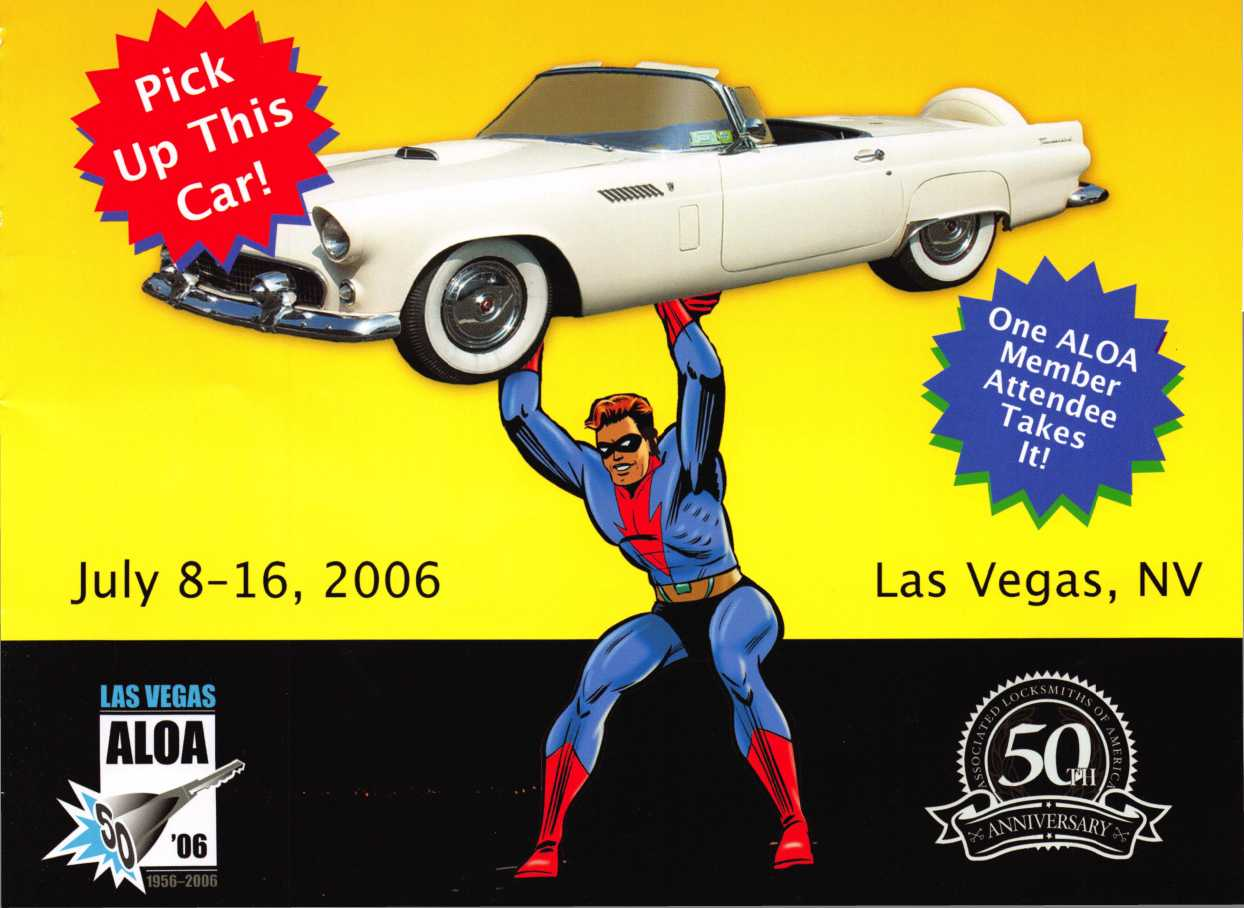 Pick
Up This
Car!
One ALOA
Member
Attendee
Takes
It!
July 8-16, 2006
Las Vegas, NV
LAS VEGAS
ALOA
50
'06
1956-2006
ASSOCIATED LOCKSMITHS OF AMERICA
50TH
ANNIVERSARY